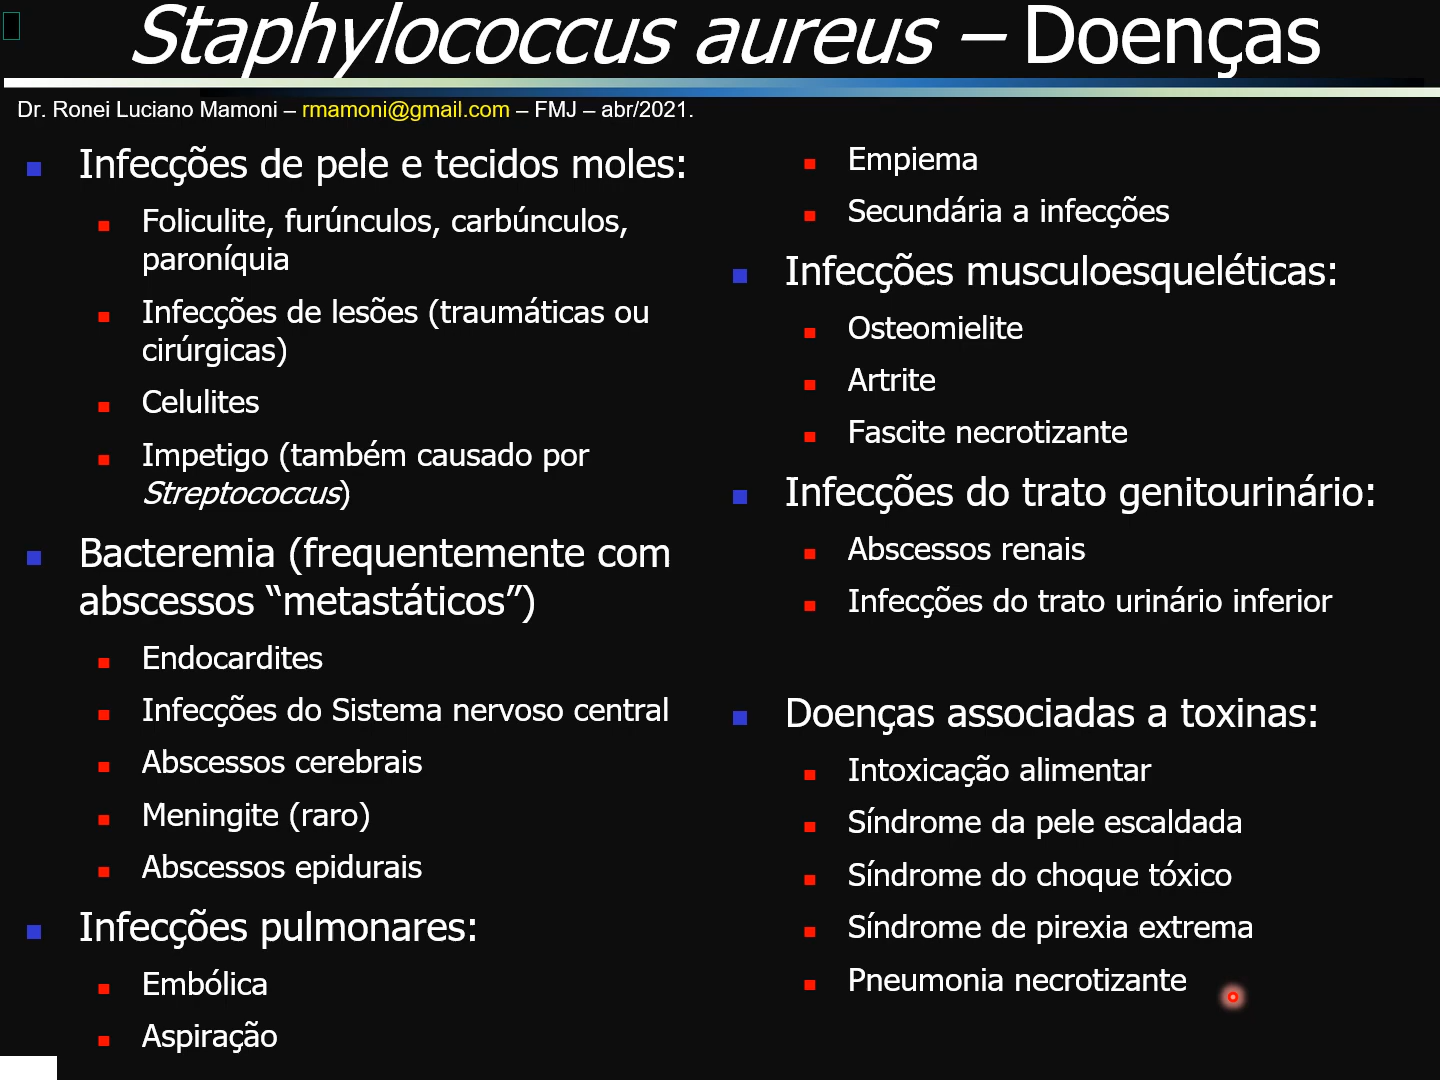 Staphylococcus aureus – Doenças
Dr. Ronei Luciano Mamoni – rmamoni@gmail.com – FMJ – abr/2021.
Infecções de pele e tecidos moles:
Foliculite, furúnculos, carbúnculos,
paroníquia
Infecções de lesões (traumáticas ou
cirúrgicas)
Celulites
Impetigo (também causado por
Streptococcus)
Bacteremia (frequentemente com
abscessos “metastáticos”)
Endocardites
Infecções do Sistema nervoso central
Abscessos cerebrais
Meningite (raro)
Abscessos epidurais
Infecções pulmonares:
Embólica
Aspiração
Empiema
Secundária a infecções
Infecções musculoesqueléticas:
Osteomielite
Artrite
Fascite necrotizante
Infecções do trato genitourinário:
Abscessos renais
Infecções do trato urinário inferior
Doenças associadas a toxinas:
Intoxicação alimentar
Síndrome da pele escaldada
Síndrome do choque tóxico
Síndrome de pirexia extrema
Pneumonia necrotizante